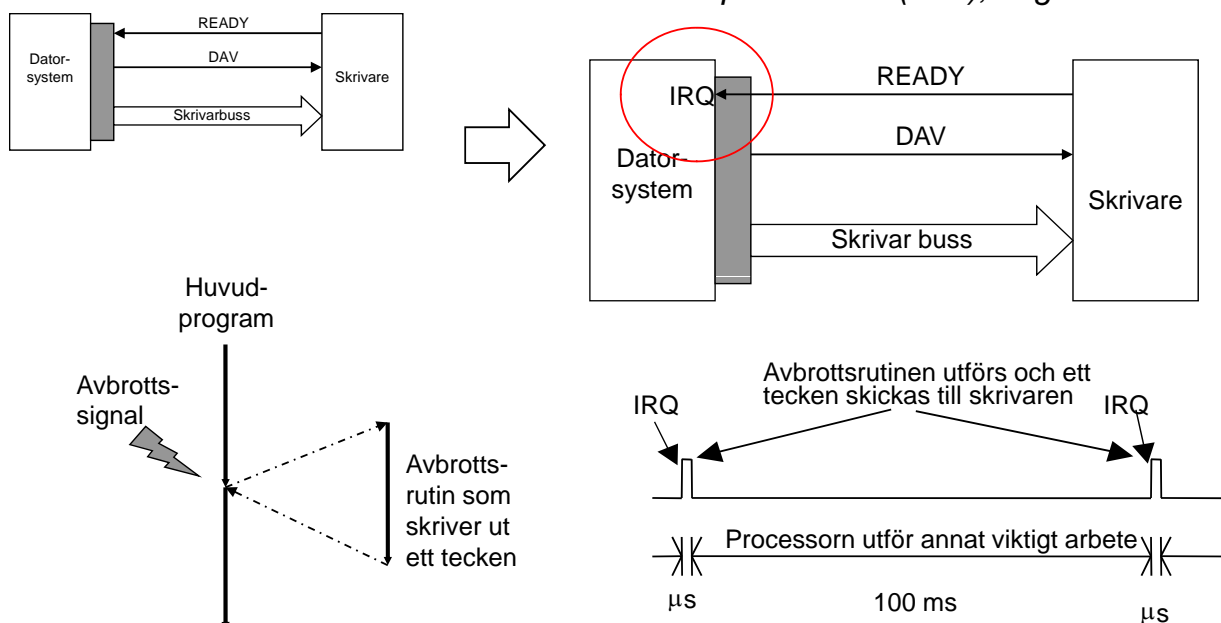 READY
Dator-
system
DAV
Skrivare
Skrivarbuss
READY
IRQ
DAV
Dator-
system
Skrivare
Skrivar buss
Huvud-
program
Avbrotts-
signal
Avbrotts-
rutin som
skriver ut
ett tecken
Avbrottsrutinen utförs och ett
tecken skickas till skrivaren
IRQ
IRQ
Processorn utför annat viktigt arbete
μs
100 ms
μs